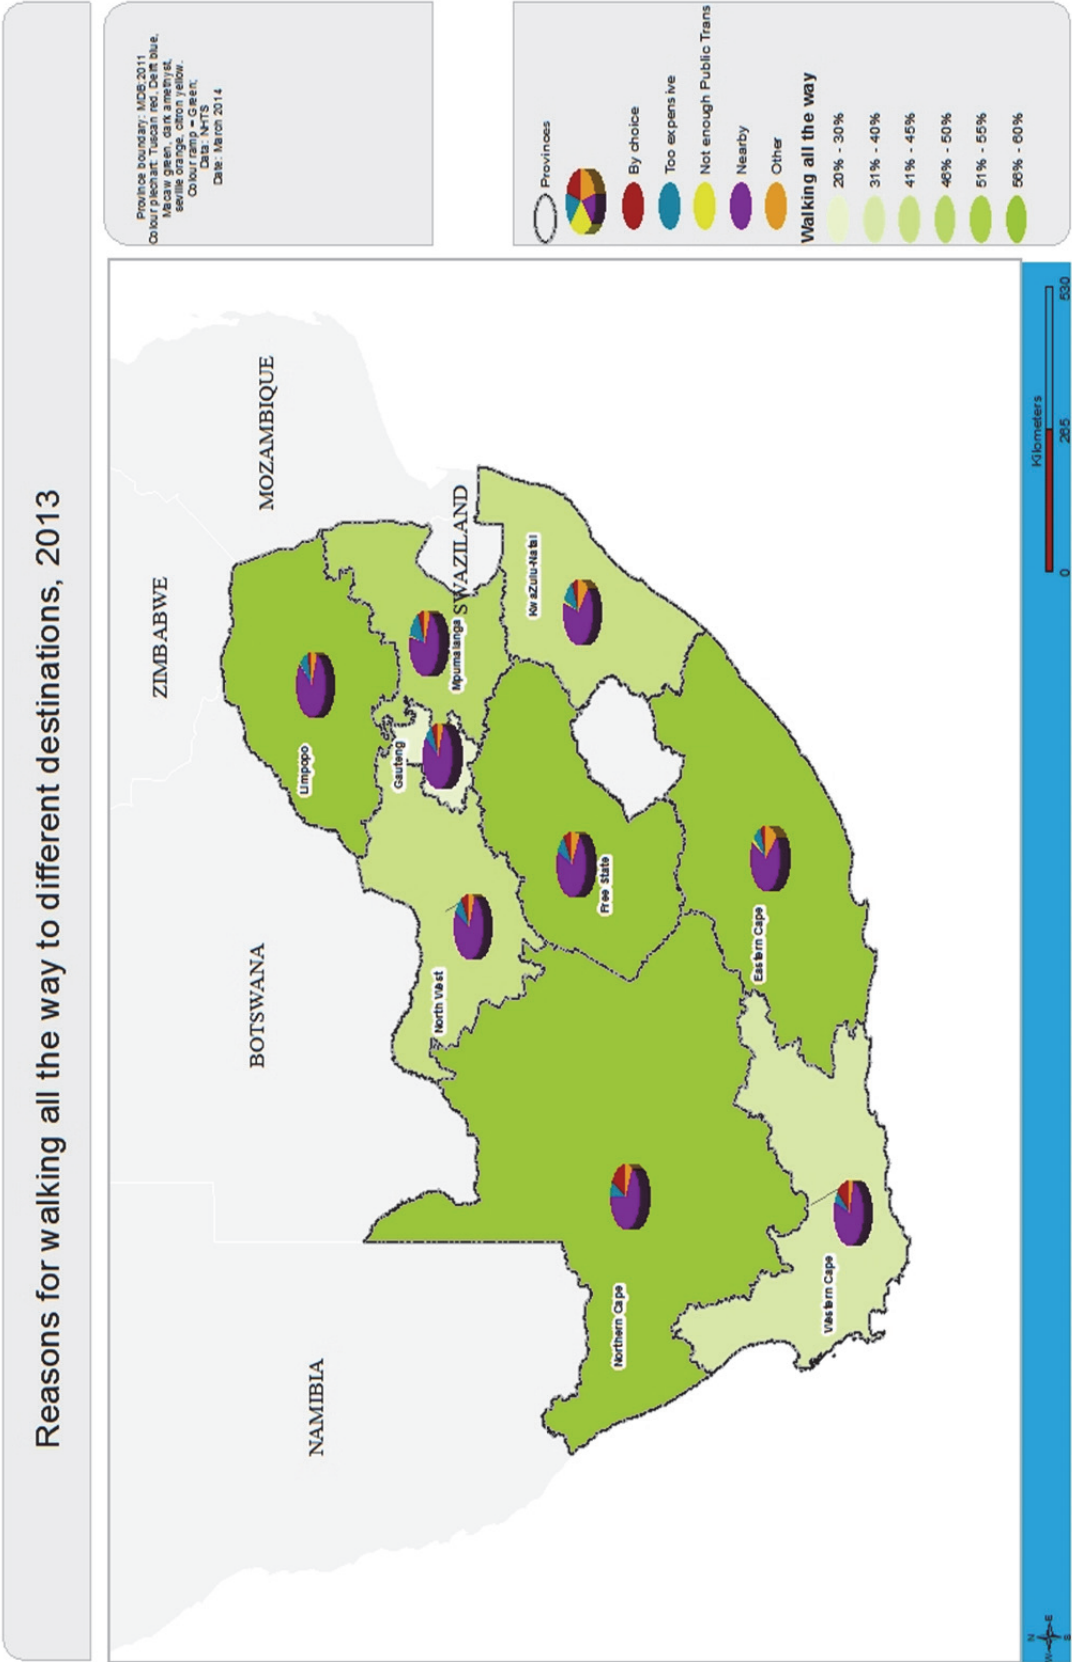 Reasons for walking all the way to different destinations, 2013
Province boundary: MDB:2011
Colour piechart: Tuscan red, Delft blue,
Macaw green, dark amethyst,
seville orange, citron yellow.
Colour ramp = Green;
Data: NHTS
Date: March 2014
Provinces
By choice
Too expensive
Not enough Public Trans
Nearby
Other
Walking all the way
20% - 30%
31% - 40%
41% - 45%
46% - 50%
51% - 55%
56% - 60%
ZIMBABWE
MOZAMBIQUE
BOTSWANA
NAMIBIA
SWAZILAND
Limpopo
Mpumalanga
Gauteng
North West
KwaZulu-Natal
Free State
Northern Cape
Eastern Cape
Western Cape
Kilometers
0 265 530
N
W E
S